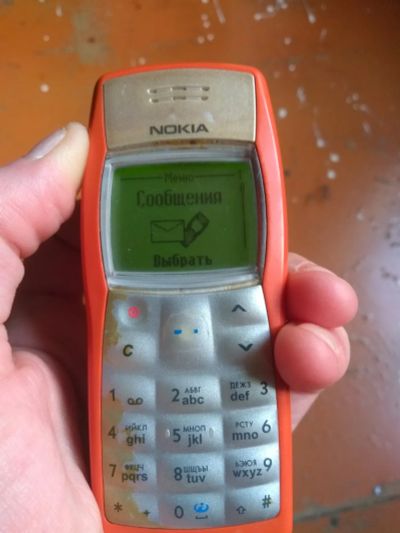 NOKIA
Меню
Сообщения
Выбрать
C
1
2 АБВГ abc
ДЕЖЗ def 3
4 ИЙКЛ ghi
5 МНОП jkl
РСТУ mno 6
7 ФХЦЧ pqrs
8 ШЩЪЫ tuv
ЬЭЮЯ wxyz 9
* +
0
#